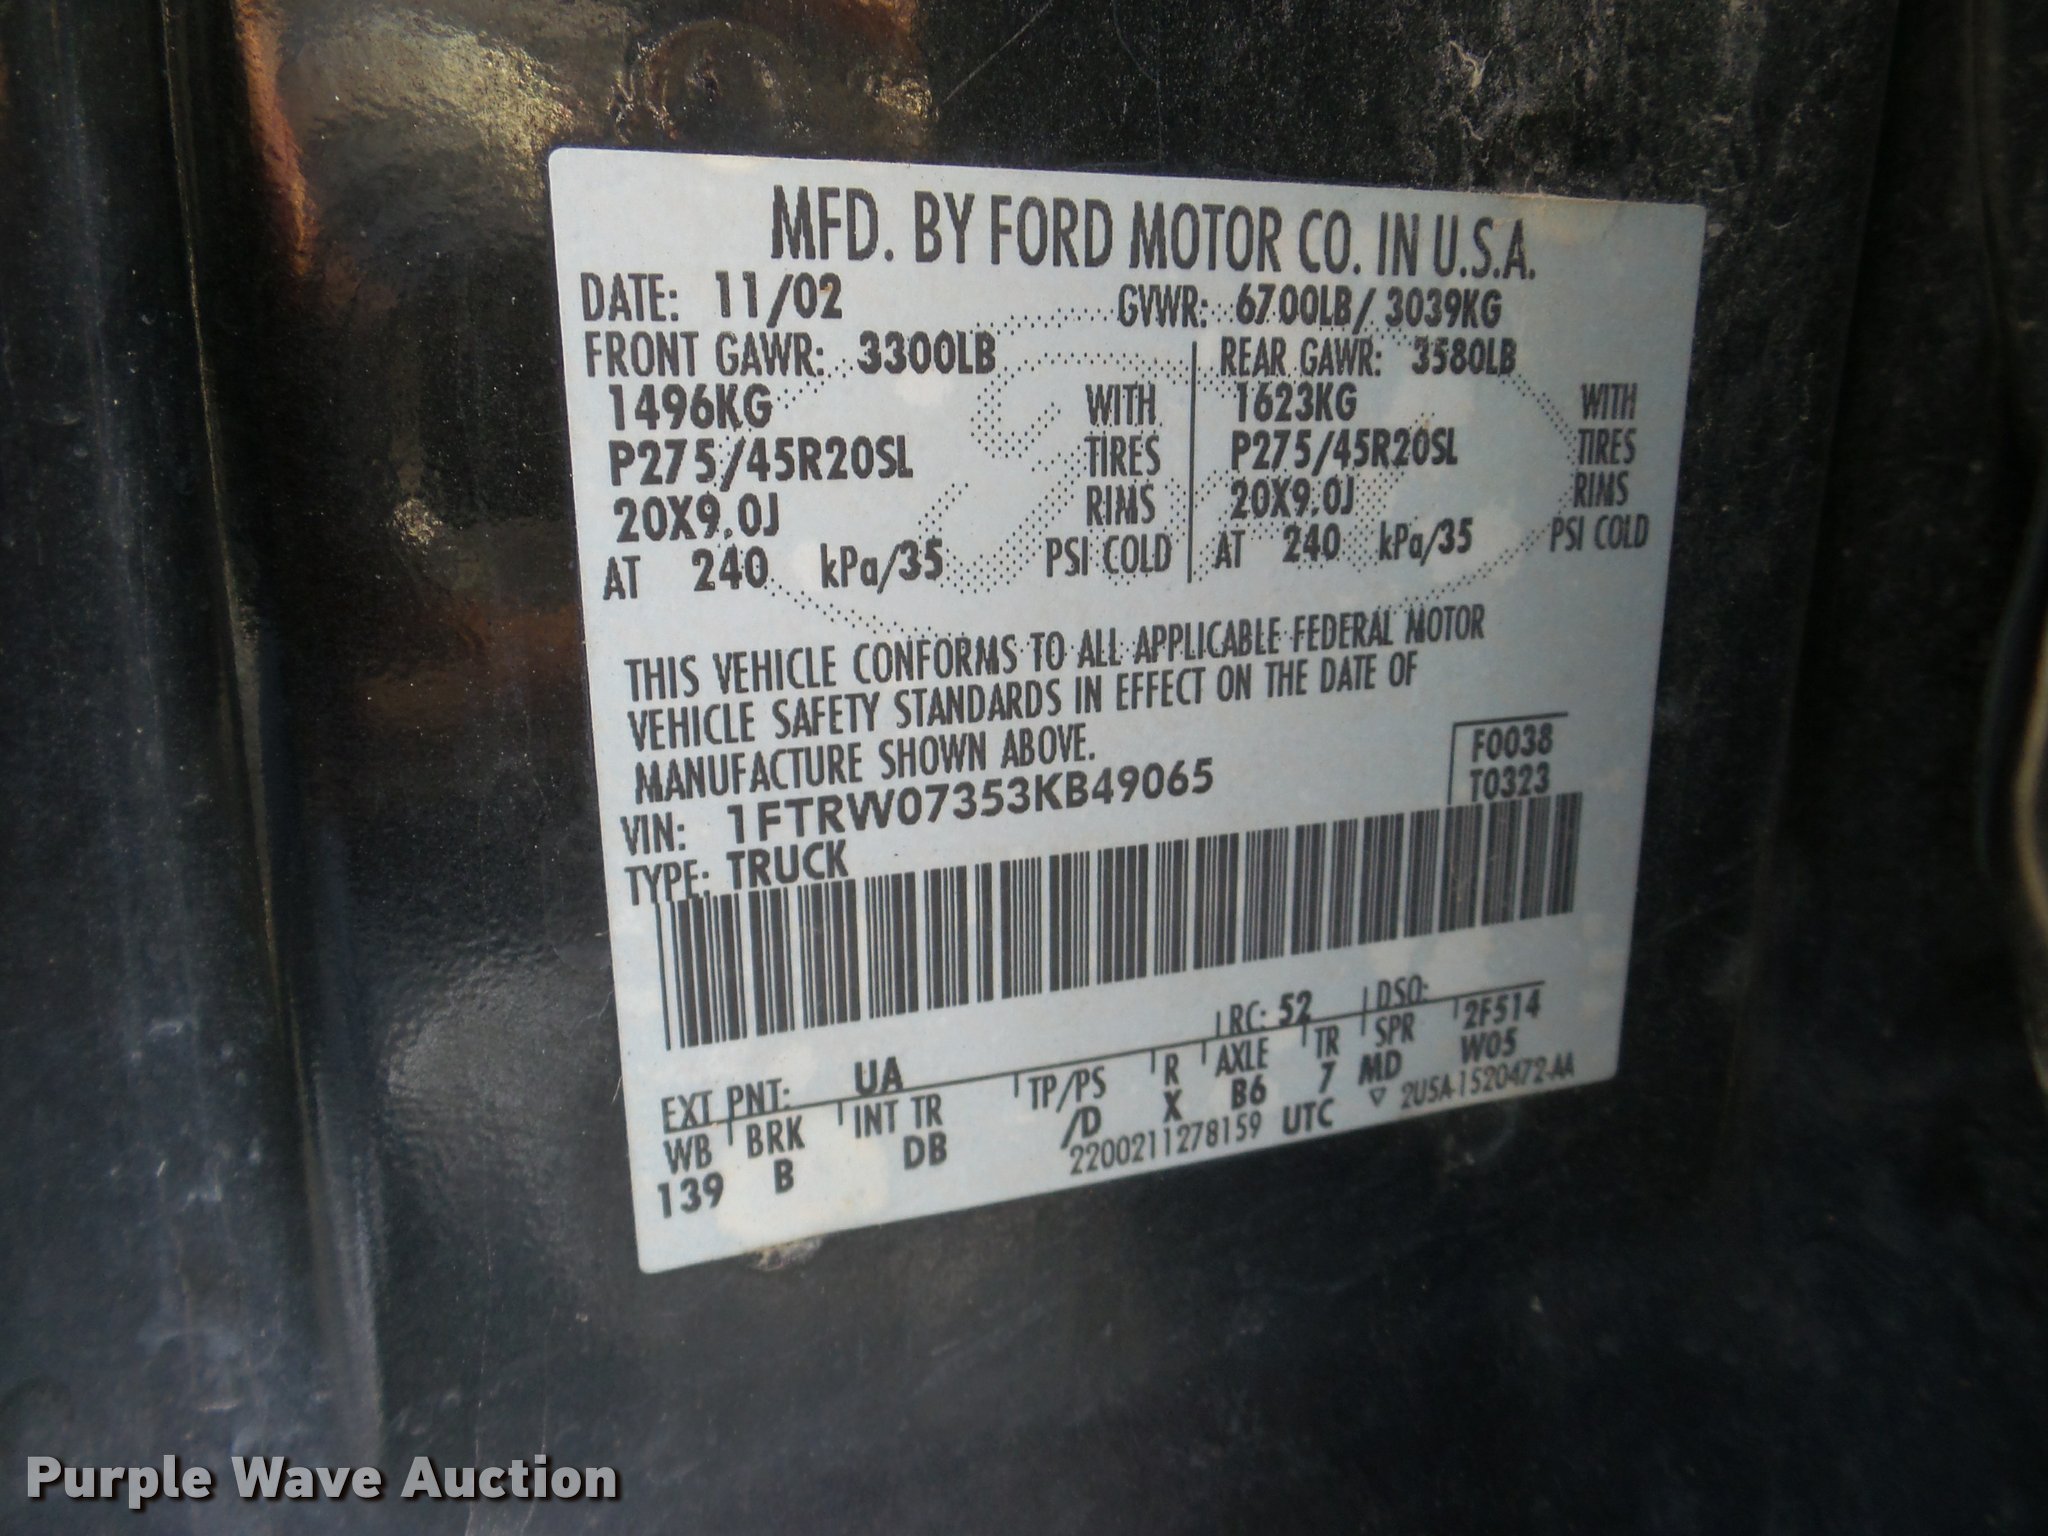 MFD. BY FORD MOTOR CO. IN U.S.A.
DATE: 11/02 GVWR: 6700LB/ 3039KG
FRONT GAWR: 3300LB REAR GAWR: 3580LB
1496KG WITH 1623KG WITH
P275/45R20SL TIRES P275/45R20SL TIRES
20X9.0J RIMS 20X9.0J RIMS
AT 240 kPa/35 PSI COLD AT 240 kPa/35 PSI COLD
THIS VEHICLE CONFORMS TO ALL APPLICABLE FEDERAL MOTOR
VEHICLE SAFETY STANDARDS IN EFFECT ON THE DATE OF
MANUFACTURE SHOWN ABOVE.
F0038
T0323
VIN: 1FTRW07353KB49065
TYPE: TRUCK
EXT PNT: UA RC: 52 DSO: 2F514
WB BRK INT TR TP/PS R AXLE TR SPR W05
139 B DB /D X B6 7 MD
2200211278159 UTC ▽ 2USA-1520472-AA
Purple Wave Auction